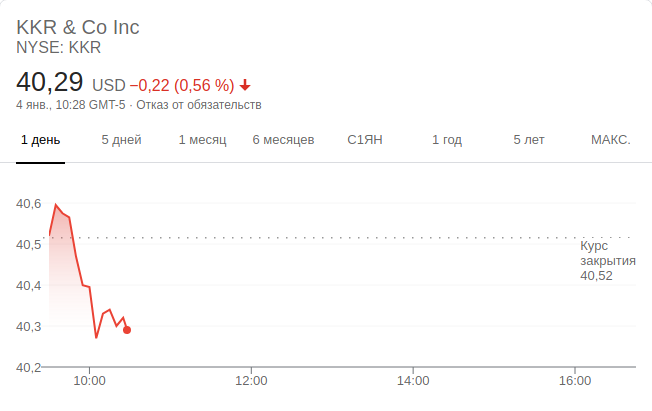 KKR & Co Inc
NYSE: KKR
40,29 USD −0,22 (0,56 %)
4 янв., 10:28 GMT-5 · Отказ от обязательств
1 день 5 дней 1 месяц 6 месяцев С1ЯН 1 год 5 лет МАКС.
40,6
40,5
40,4
40,3
40,2
Курс
закрытия
40,52
10:00 12:00 14:00 16:00